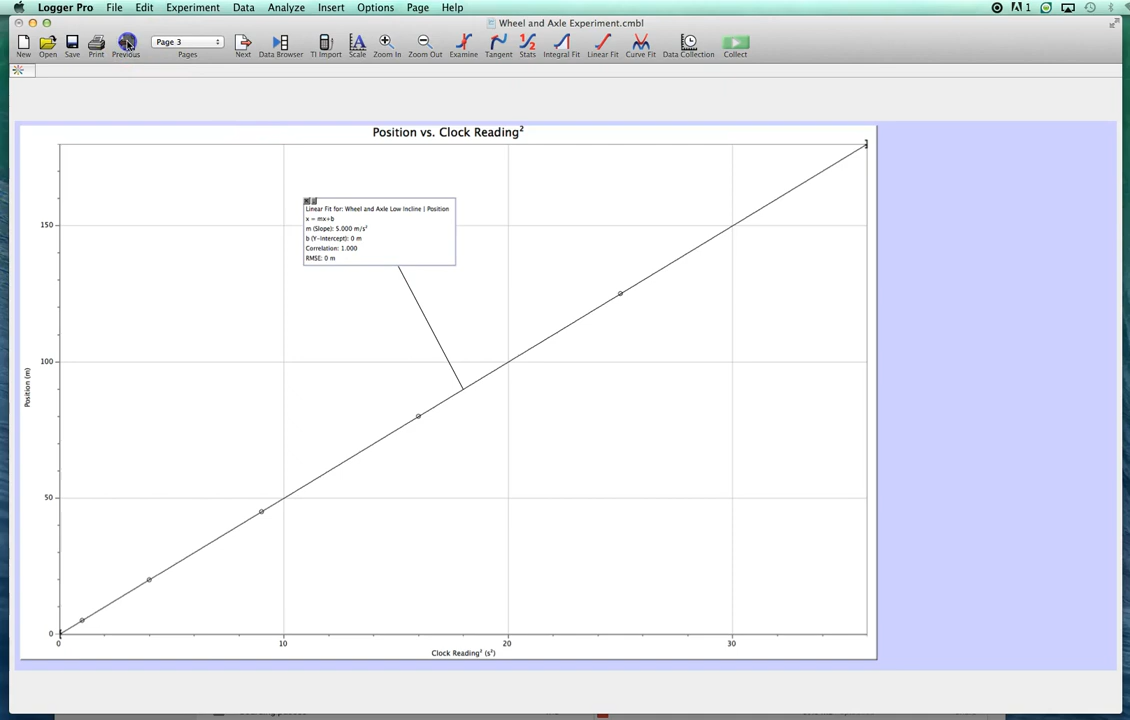 Logger Pro File Edit Experiment Data Analyze Insert Options Page Help
1
Wheel and Axle Experiment.cmbl
Page 3
New Open Save Print Previous Pages Next Data Browser TI Import Scale Zoom In Zoom Out Examine Tangent Stats Integral Fit Linear Fit Curve Fit Data Collection Collect
Position vs. Clock Reading²
Linear Fit for: Wheel and Axle Low Incline | Position
x = mx+b
m (Slope): 5.000 m/s²
b (Y-Intercept): 0 m
Correlation: 1.000
RMSE: 0 m
150
100
50
0
Position (m)
0 10 20 30
Clock Reading² (s²)